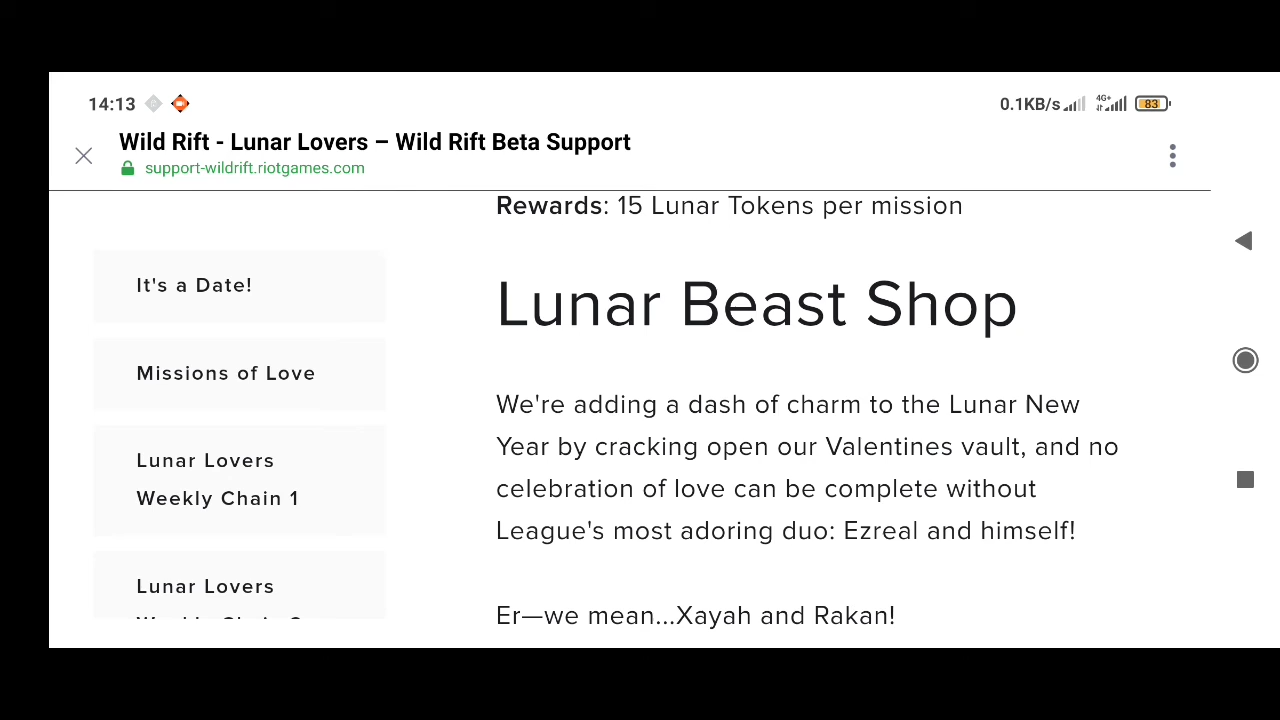 14:13
0.1KB/s 4G+ 83
Wild Rift - Lunar Lovers – Wild Rift Beta Support
support-wildrift.riotgames.com
Rewards: 15 Lunar Tokens per mission
It's a Date!
Missions of Love
Lunar Lovers
Weekly Chain 1
Lunar Lovers
Lunar Beast Shop
We're adding a dash of charm to the Lunar New
Year by cracking open our Valentines vault, and no
celebration of love can be complete without
League's most adoring duo: Ezreal and himself!
Er—we mean...Xayah and Rakan!